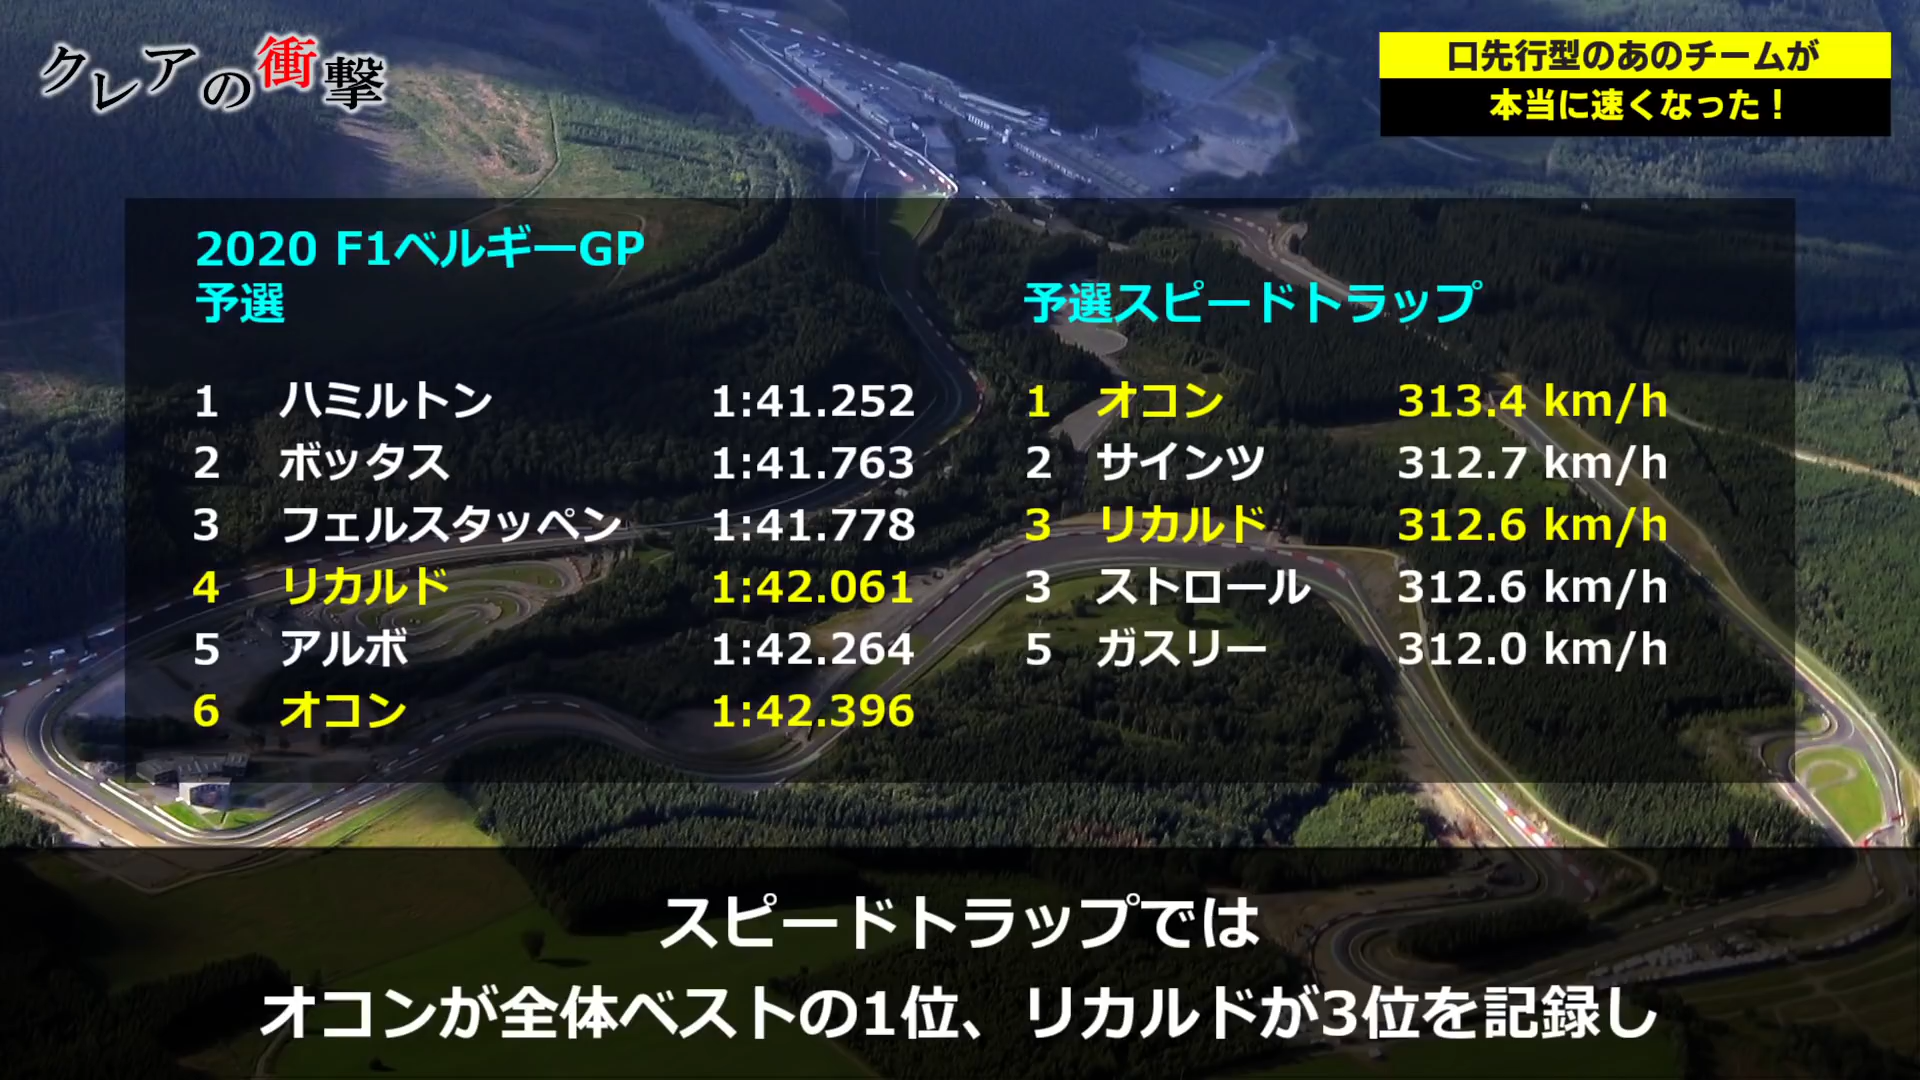 クレアの衝撃
口先行型のあのチームが
本当に速くなった！
2020 F1ベルギーGP
予選
1 ハミルトン 1:41.252
2 ボッタス 1:41.763
3 フェルスタッペン 1:41.778
4 リカルド 1:42.061
5 アルボ 1:42.264
6 オコン 1:42.396
予選スピードトラップ
1 オコン 313.4 km/h
2 サインツ 312.7 km/h
3 リカルド 312.6 km/h
3 ストロール 312.6 km/h
5 ガスリー 312.0 km/h
スピードトラップでは
オコンが全体ベストの1位、リカルドが3位を記録し